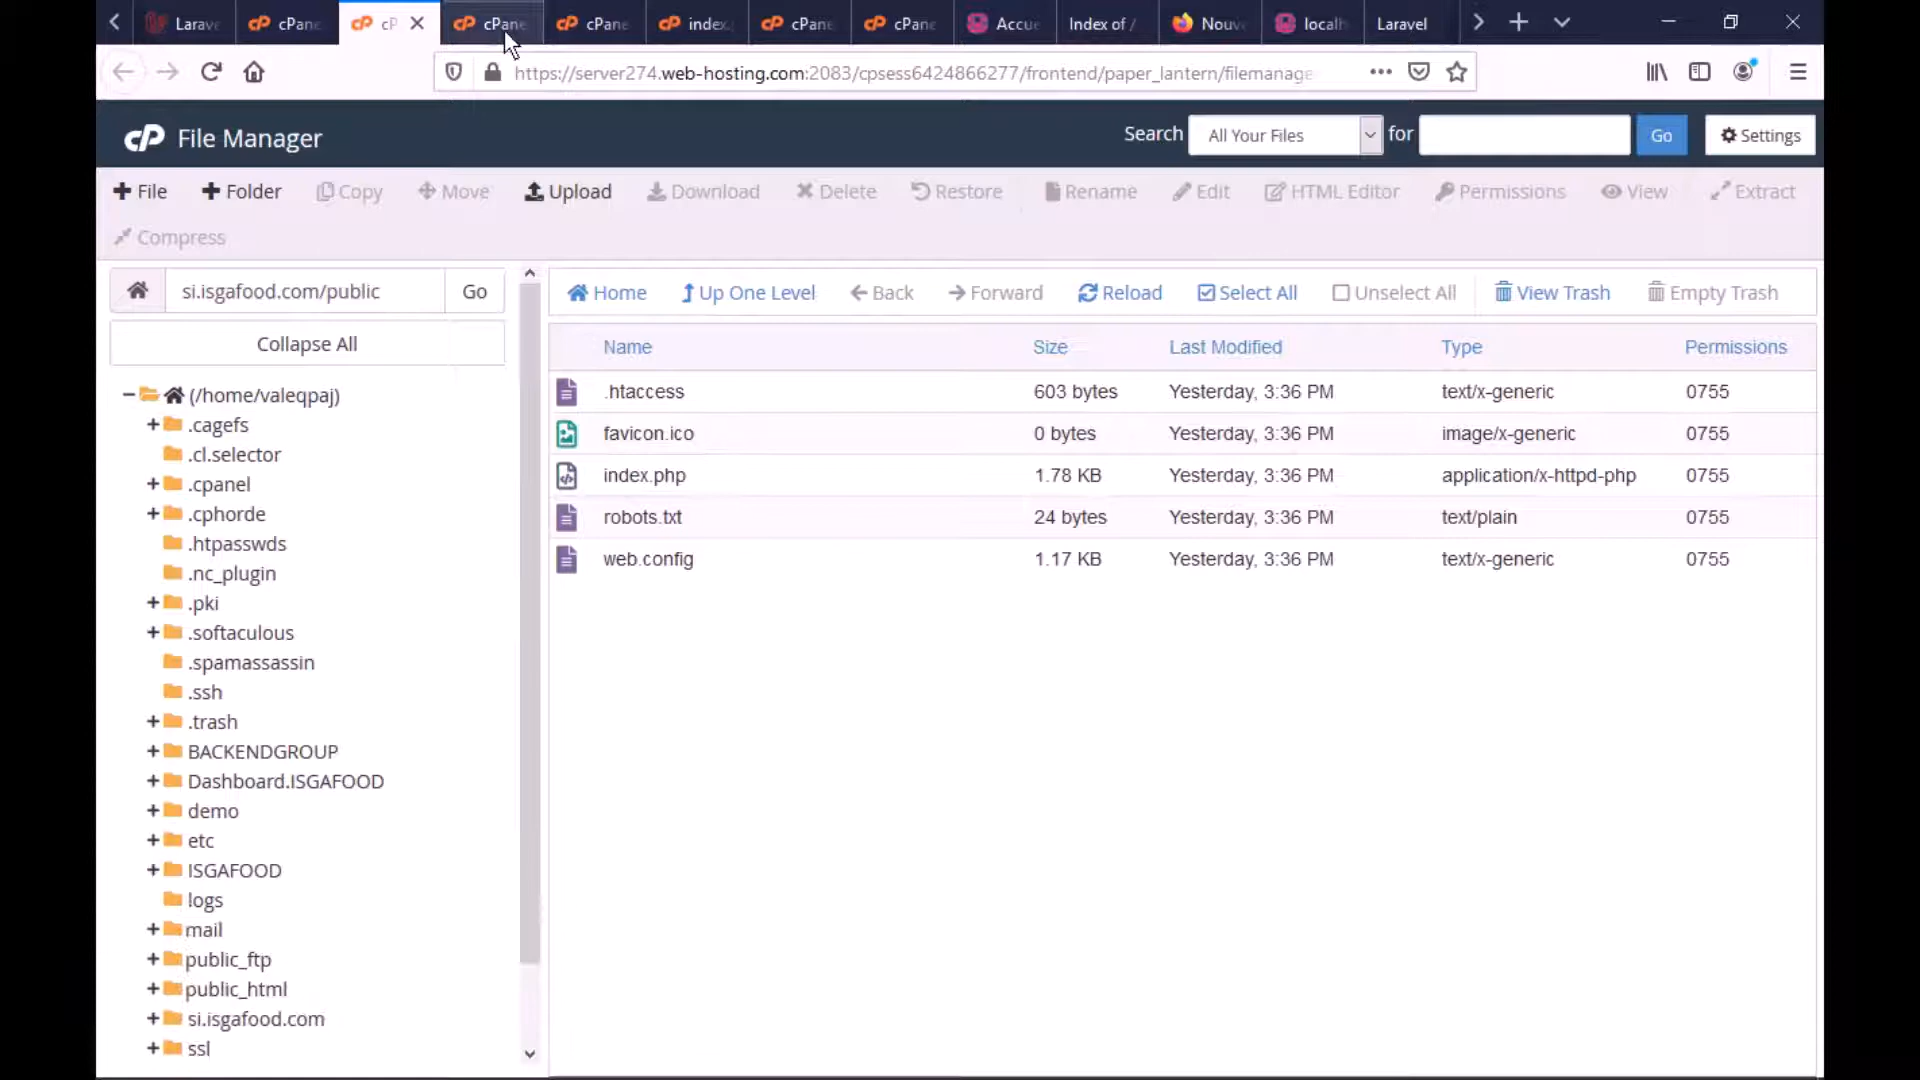 Larave
cPane
cP
cPane
cPane
index.
cPane
cPane
Accue
Index of /
Nouve
localh
Laravel
https://server274.web-hosting.com:2083/cpsess6424866277/frontend/paper_lantern/filemanage
cP File Manager
Search
All Your Files
for
Go
Settings
File
Folder
Copy
Move
Upload
Download
Delete
Restore
Rename
Edit
HTML Editor
Permissions
View
Extract
Compress
si.isgafood.com/public
Go
Collapse All
(/home/valeqpaj)
.cagefs
.cl.selector
.cpanel
.cphorde
.htpasswds
.nc_plugin
.pki
.softaculous
.spamassassin
.ssh
.trash
BACKENDGROUP
Dashboard.ISGAFOOD
demo
etc
ISGAFOOD
logs
mail
public_ftp
public_html
si.isgafood.com
ssl
Home
Up One Level
Back
Forward
Reload
Select All
Unselect All
View Trash
Empty Trash
Name Size Last Modified Type Permissions
.htaccess 603 bytes Yesterday, 3:36 PM text/x-generic 0755
favicon.ico 0 bytes Yesterday, 3:36 PM image/x-generic 0755
index.php 1.78 KB Yesterday, 3:36 PM application/x-httpd-php 0755
robots.txt 24 bytes Yesterday, 3:36 PM text/plain 0755
web.config 1.17 KB Yesterday, 3:36 PM text/x-generic 0755